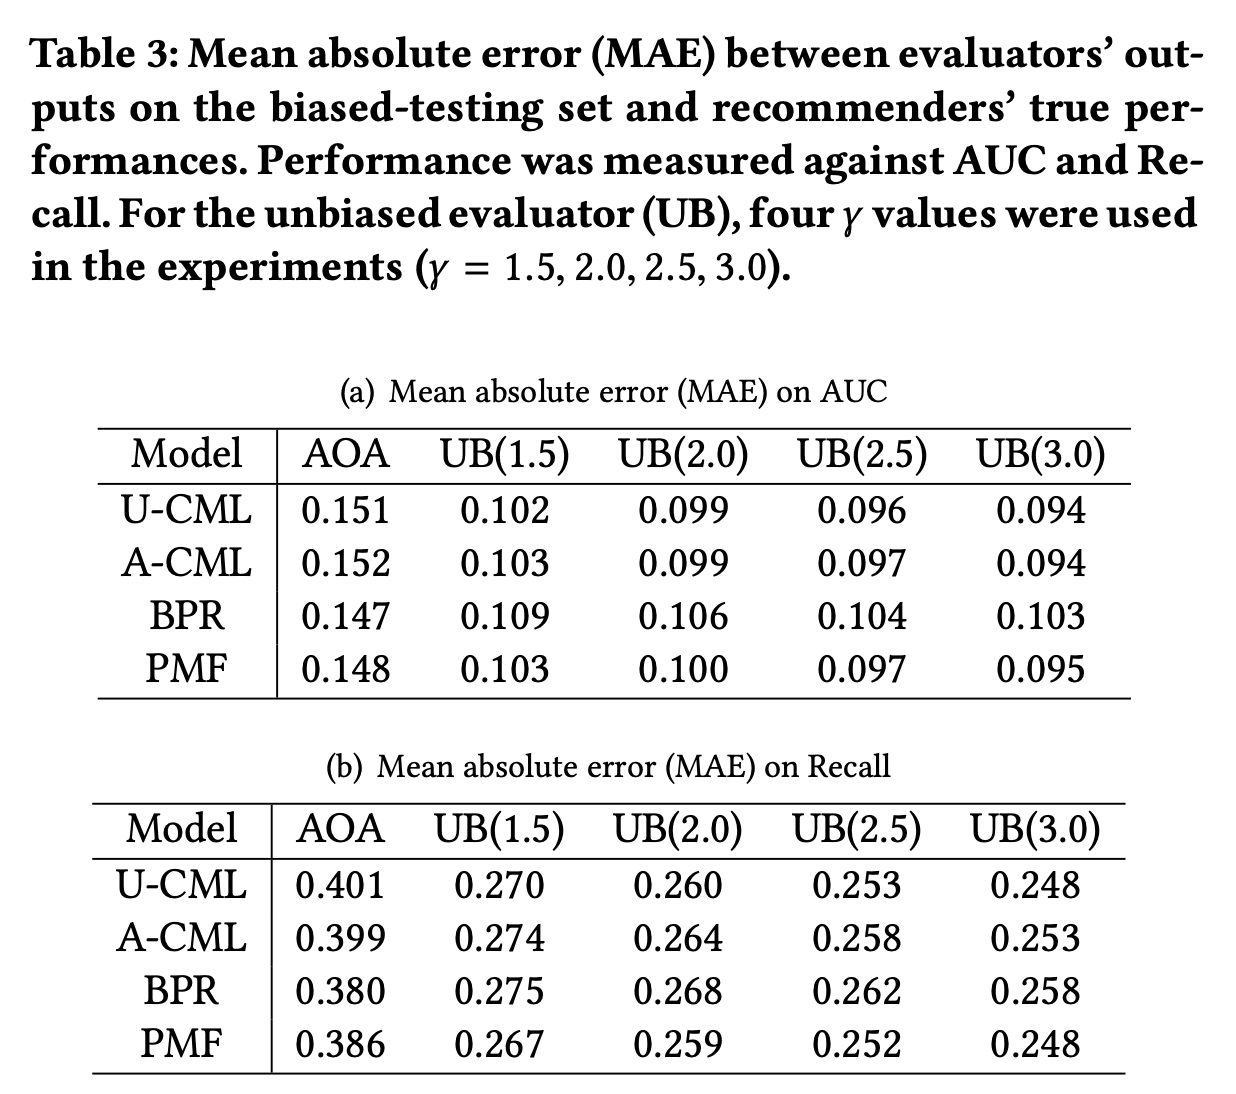 Table 3: Mean absolute error (MAE) between evaluators' out-
puts on the biased-testing set and recommenders' true per-
formances. Performance was measured against AUC and Re-
call. For the unbiased evaluator (UB), four γ values were used
in the experiments (γ = 1.5, 2.0, 2.5, 3.0).
(a) Mean absolute error (MAE) on AUC
Model AOA UB(1.5) UB(2.0) UB(2.5) UB(3.0)
U-CML 0.151 0.102 0.099 0.096 0.094
A-CML 0.152 0.103 0.099 0.097 0.094
BPR 0.147 0.109 0.106 0.104 0.103
PMF 0.148 0.103 0.100 0.097 0.095
(b) Mean absolute error (MAE) on Recall
Model AOA UB(1.5) UB(2.0) UB(2.5) UB(3.0)
U-CML 0.401 0.270 0.260 0.253 0.248
A-CML 0.399 0.274 0.264 0.258 0.253
BPR 0.380 0.275 0.268 0.262 0.258
PMF 0.386 0.267 0.259 0.252 0.248